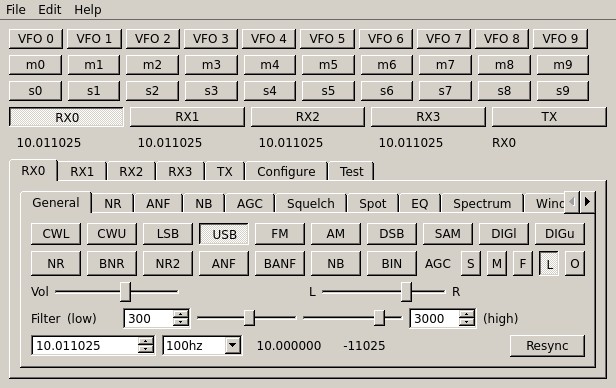 File Edit Help
VFO 0 VFO 1 VFO 2 VFO 3 VFO 4 VFO 5 VFO 6 VFO 7 VFO 8 VFO 9
m0 m1 m2 m3 m4 m5 m6 m7 m8 m9
s0 s1 s2 s3 s4 s5 s6 s7 s8 s9
RX0 RX1 RX2 RX3 TX
10.011025 10.011025 10.011025 10.011025 RX0
RX0 RX1 RX2 RX3 TX Configure Test
General NR ANF NB AGC Squelch Spot EQ Spectrum Winc
CWL CWU LSB USB FM AM DSB SAM DIGl DIGu
NR BNR NR2 ANF BANF NB BIN AGC S M F L O
Vol L R
Filter (low) 300 3000 (high)
10.011025 100hz 10.000000 -11025 Resync